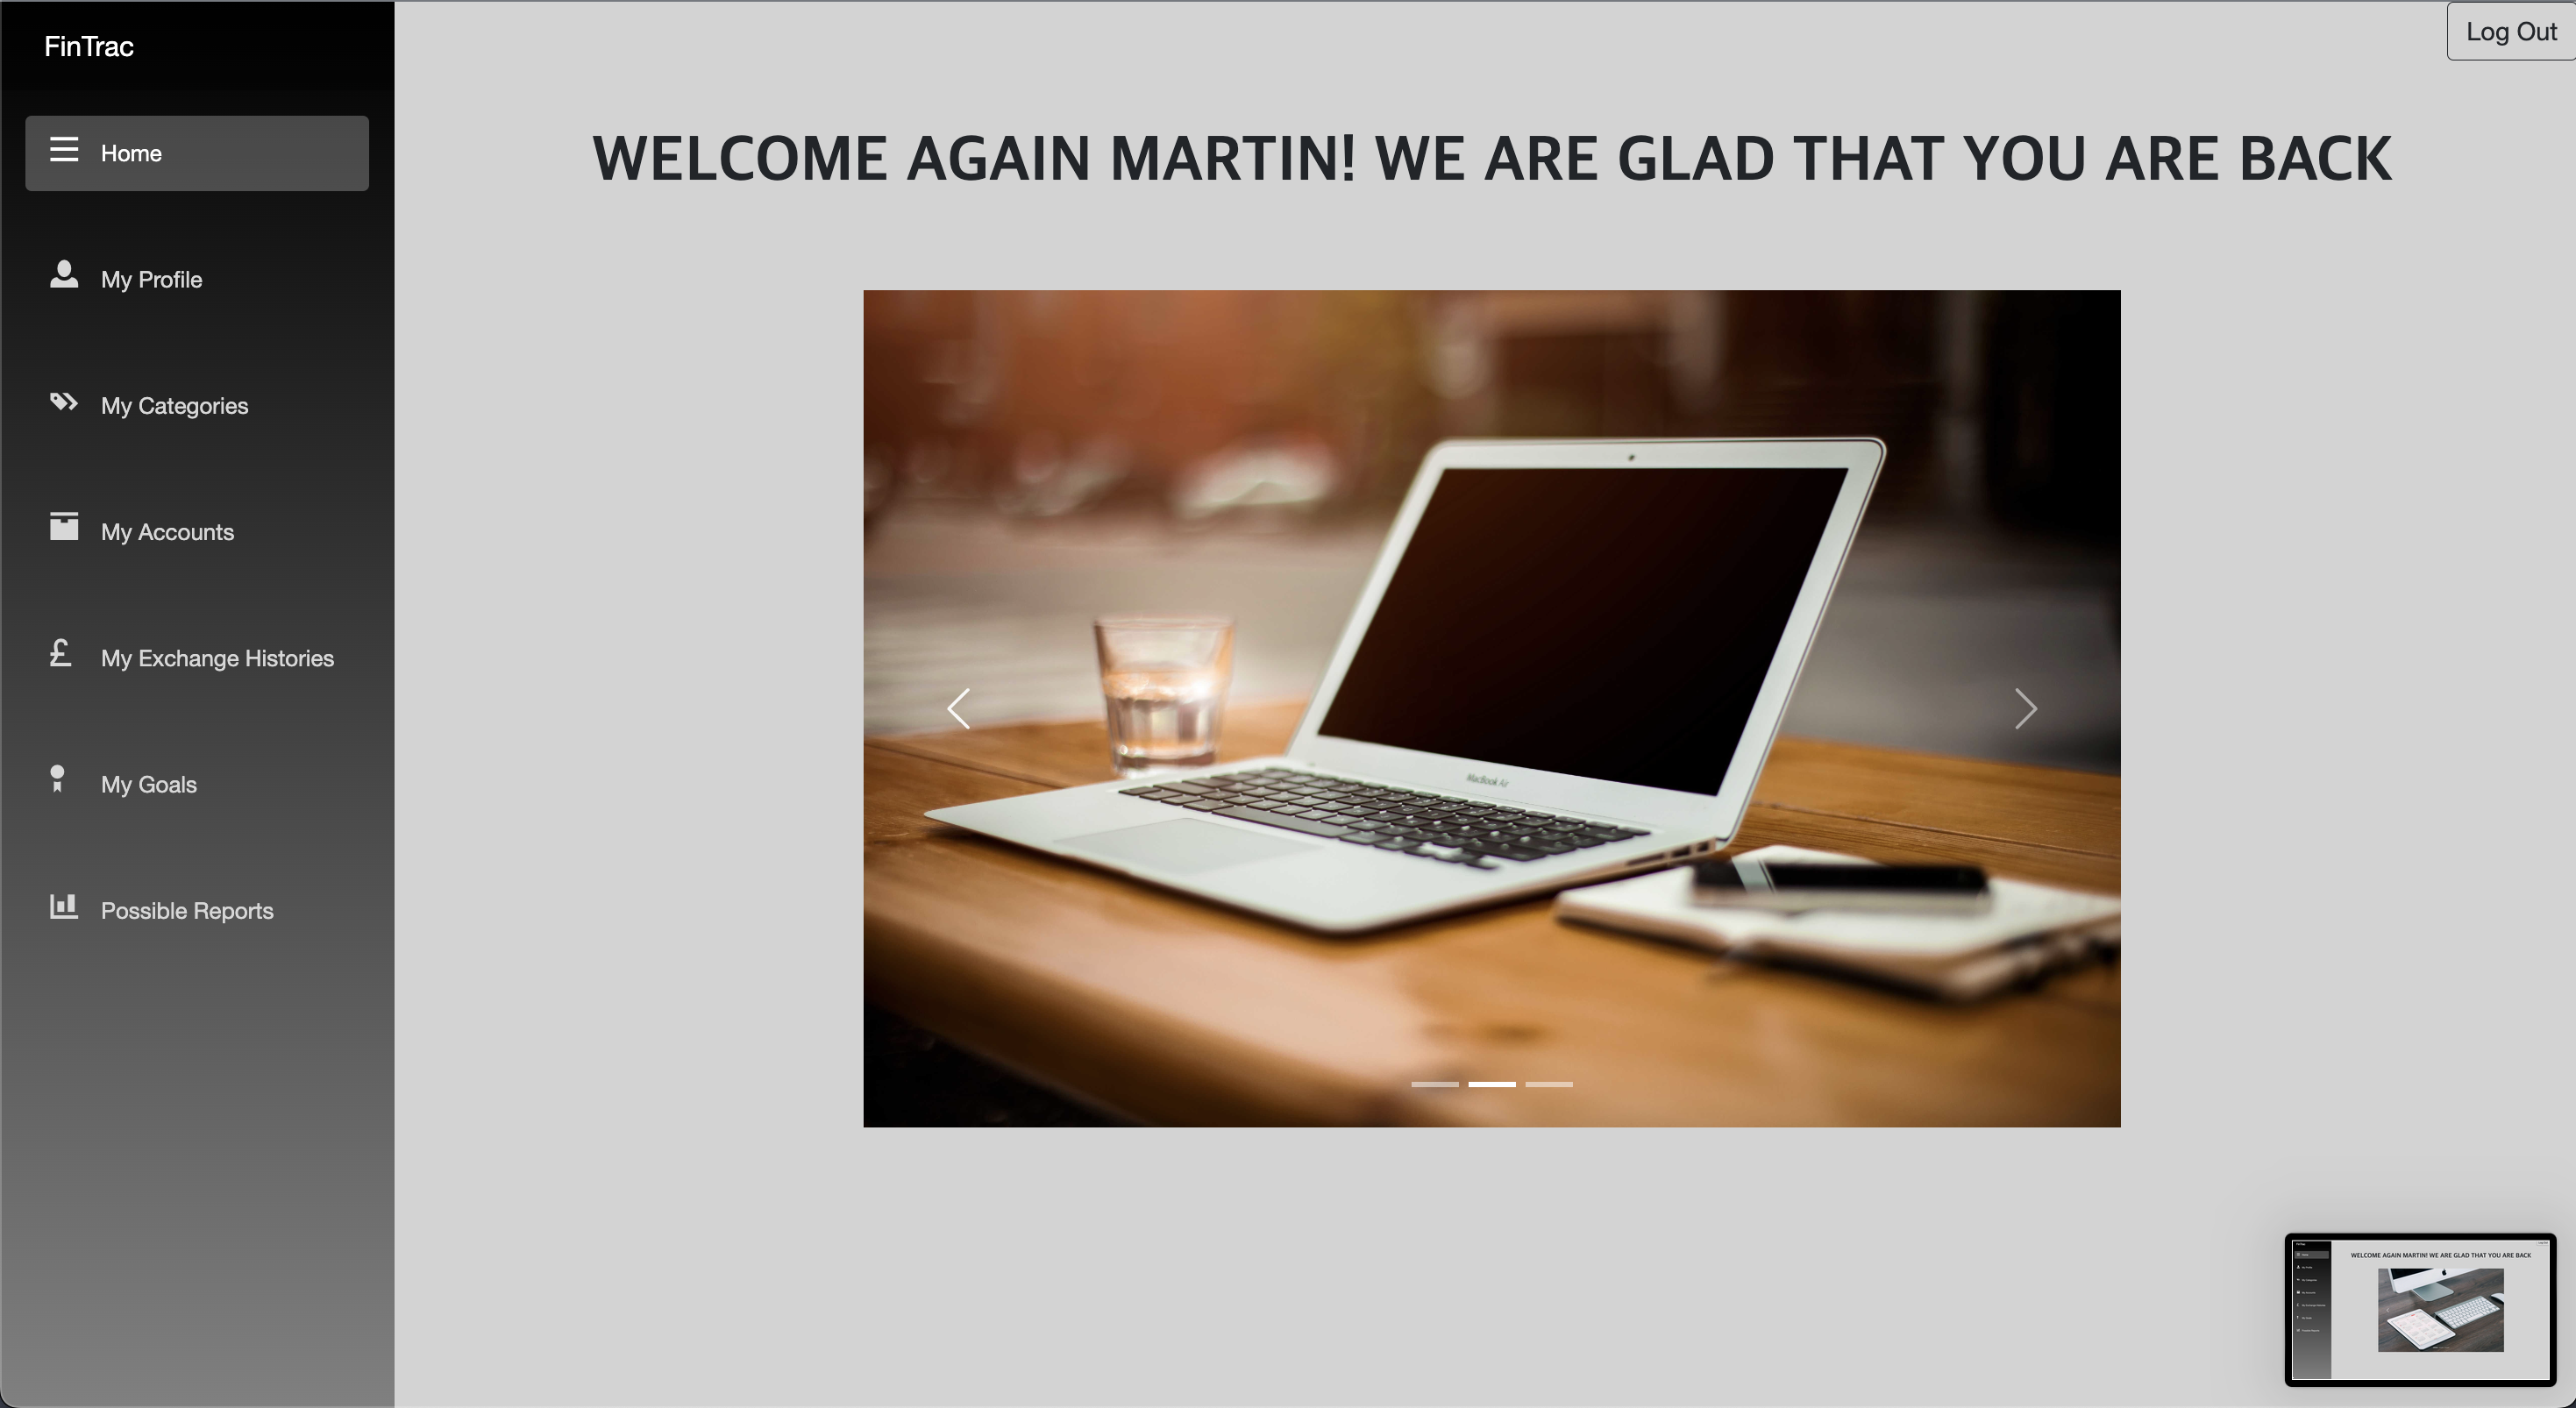 FinTrac
Log Out
Home
My Profile
My Categories
My Accounts
My Exchange Histories
My Goals
Possible Reports
WELCOME AGAIN MARTIN! WE ARE GLAD THAT YOU ARE BACK
MacBook Air
WELCOME AGAIN MARTIN! WE ARE GLAD THAT YOU ARE BACK